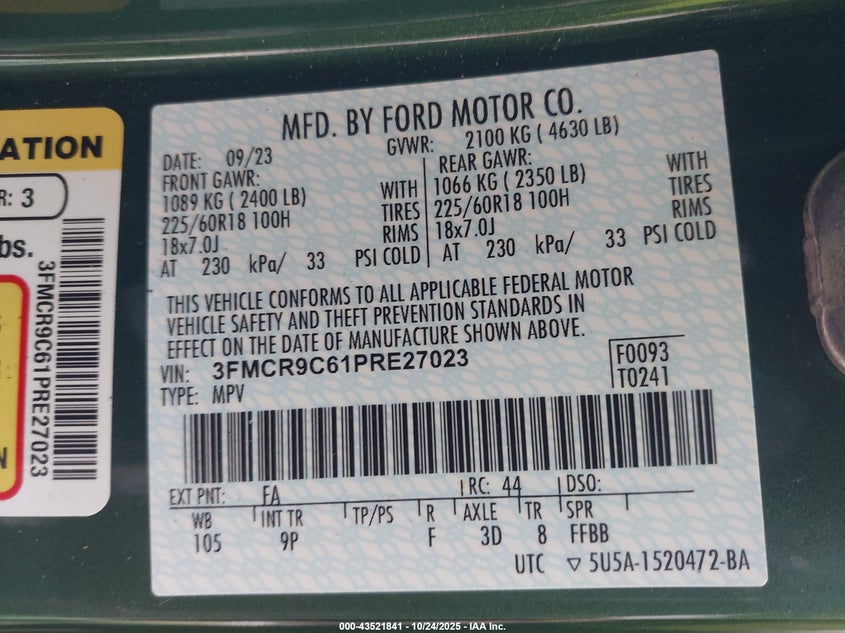 MFD. BY FORD MOTOR CO.
DATE: 09/23 GVWR: 2100 KG ( 4630 LB)
FRONT GAWR: REAR GAWR:
1089 KG ( 2400 LB) WITH 1066 KG ( 2350 LB) WITH
225/60R18 100H TIRES 225/60R18 100H TIRES
18x7.0J RIMS 18x7.0J RIMS
AT 230 kPa/ 33 PSI COLD AT 230 kPa/ 33 PSI COLD
THIS VEHICLE CONFORMS TO ALL APPLICABLE FEDERAL MOTOR
VEHICLE SAFETY AND THEFT PREVENTION STANDARDS IN
EFFECT ON THE DATE OF MANUFACTURE SHOWN ABOVE.
VIN: 3FMCR9C61PRE27023 F0093
TYPE: MPV T0241
EXT PNT: FA RC: 44 DSO:
WB INT TR TP/PS R AXLE TR SPR
105 9P F 3D 8 FFBB
UTC ▽ 5U5A-1520472-BA
ATION
R: 3
bs.
3FMCR9C61PRE27023
N
000-43521841 - 10/24/2025 - IAA Inc.